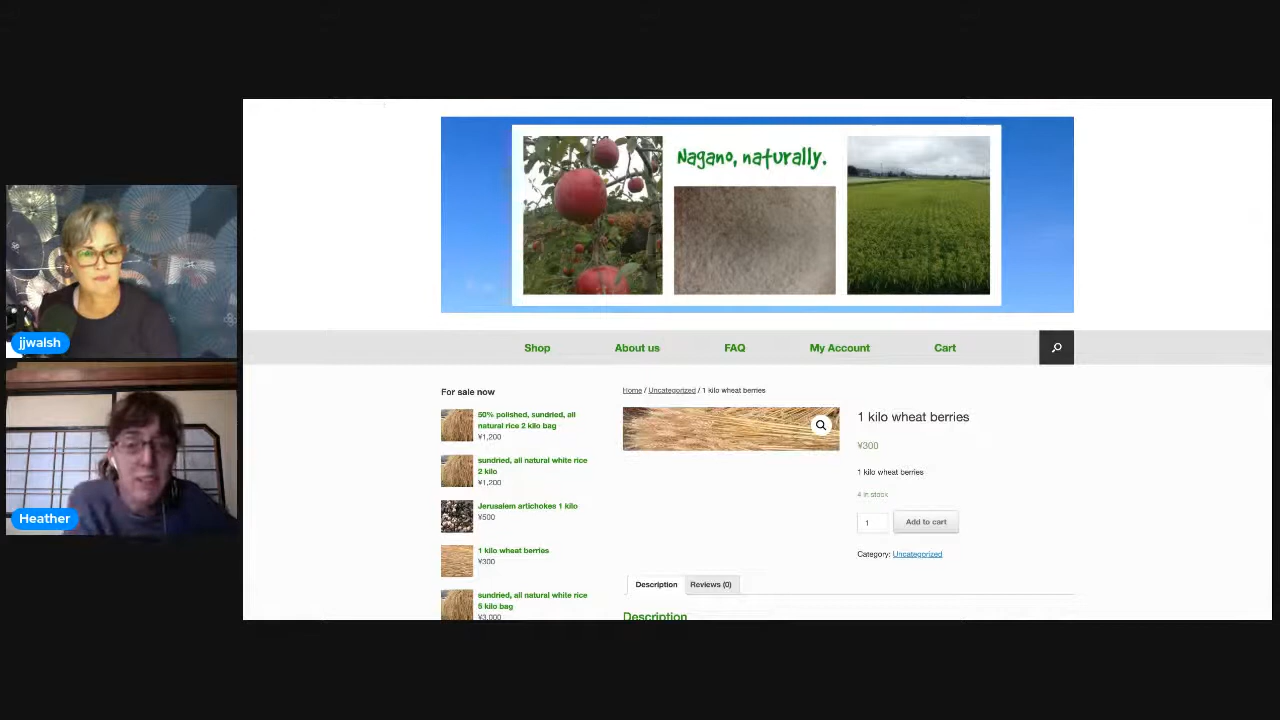 jjwalsh
Heather
Nagano, naturally.
Shop
About us
FAQ
My Account
Cart
For sale now
50% polished, sundried, all
natural rice 2 kilo bag
¥1,200
sundried, all natural white rice
2 kilo
¥1,200
Jerusalem artichokes 1 kilo
¥500
1 kilo wheat berries
¥300
sundried, all natural white rice
5 kilo bag
¥3,000
Home / Uncategorized / 1 kilo wheat berries
1 kilo wheat berries
¥300
1 kilo wheat berries
4 in stock
1
Add to cart
Category: Uncategorized
Description
Reviews (0)
Description